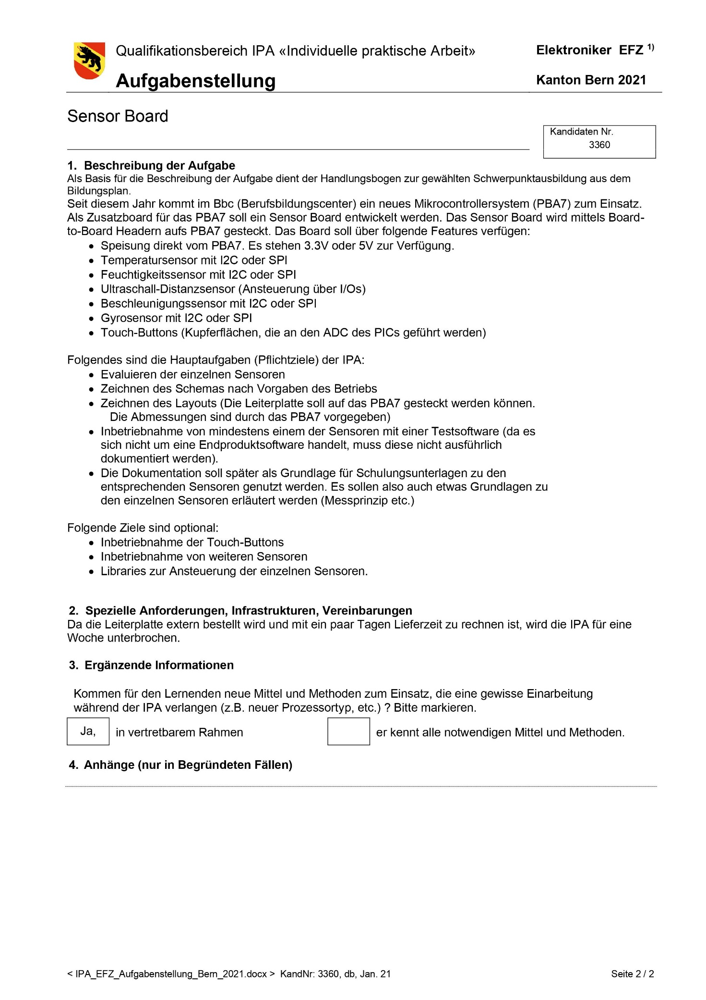 Qualifikationsbereich IPA «Individuelle praktische Arbeit»
Elektroniker EFZ 1)
Aufgabenstellung
Kanton Bern 2021
Sensor Board
Kandidaten Nr.
3360
1. Beschreibung der Aufgabe
Als Basis für die Beschreibung der Aufgabe dient der Handlungsbogen zur gewählten Schwerpunktausbildung aus dem
Bildungsplan.
Seit diesem Jahr kommt im Bbc (Berufsbildungscenter) ein neues Mikrocontrollersystem (PBA7) zum Einsatz.
Als Zusatzboard für das PBA7 soll ein Sensor Board entwickelt werden. Das Sensor Board wird mittels Board-
to-Board Headern aufs PBA7 gesteckt. Das Board soll über folgende Features verfügen:
• Speisung direkt vom PBA7. Es stehen 3.3V oder 5V zur Verfügung.
• Temperatursensor mit I2C oder SPI
• Feuchtigkeitssensor mit I2C oder SPI
• Ultraschall-Distanzsensor (Ansteuerung über I/Os)
• Beschleunigungssensor mit I2C oder SPI
• Gyrosensor mit I2C oder SPI
• Touch-Buttons (Kupferflächen, die an den ADC des PICs geführt werden)
Folgendes sind die Hauptaufgaben (Pflichtziele) der IPA:
• Evaluieren der einzelnen Sensoren
• Zeichnen des Schemas nach Vorgaben des Betriebs
• Zeichnen des Layouts (Die Leiterplatte soll auf das PBA7 gesteckt werden können.
Die Abmessungen sind durch das PBA7 vorgegeben)
• Inbetriebnahme von mindestens einem der Sensoren mit einer Testsoftware (da es
sich nicht um eine Endproduktsoftware handelt, muss diese nicht ausführlich
dokumentiert werden).
• Die Dokumentation soll später als Grundlage für Schulungsunterlagen zu den
entsprechenden Sensoren genutzt werden. Es sollen also auch etwas Grundlagen zu
den einzelnen Sensoren erläutert werden (Messprinzip etc.)
Folgende Ziele sind optional:
• Inbetriebnahme der Touch-Buttons
• Inbetriebnahme von weiteren Sensoren
• Libraries zur Ansteuerung der einzelnen Sensoren.
2. Spezielle Anforderungen, Infrastrukturen, Vereinbarungen
Da die Leiterplatte extern bestellt wird und mit ein paar Tagen Lieferzeit zu rechnen ist, wird die IPA für eine
Woche unterbrochen.
3. Ergänzende Informationen
Kommen für den Lernenden neue Mittel und Methoden zum Einsatz, die eine gewisse Einarbeitung
während der IPA verlangen (z.B. neuer Prozessortyp, etc.) ? Bitte markieren.
Ja, in vertretbarem Rahmen
er kennt alle notwendigen Mittel und Methoden.
4. Anhänge (nur in Begründeten Fällen)
< IPA_EFZ_Aufgabenstellung_Bern_2021.docx > KandNr: 3360, db, Jan. 21
Seite 2 / 2